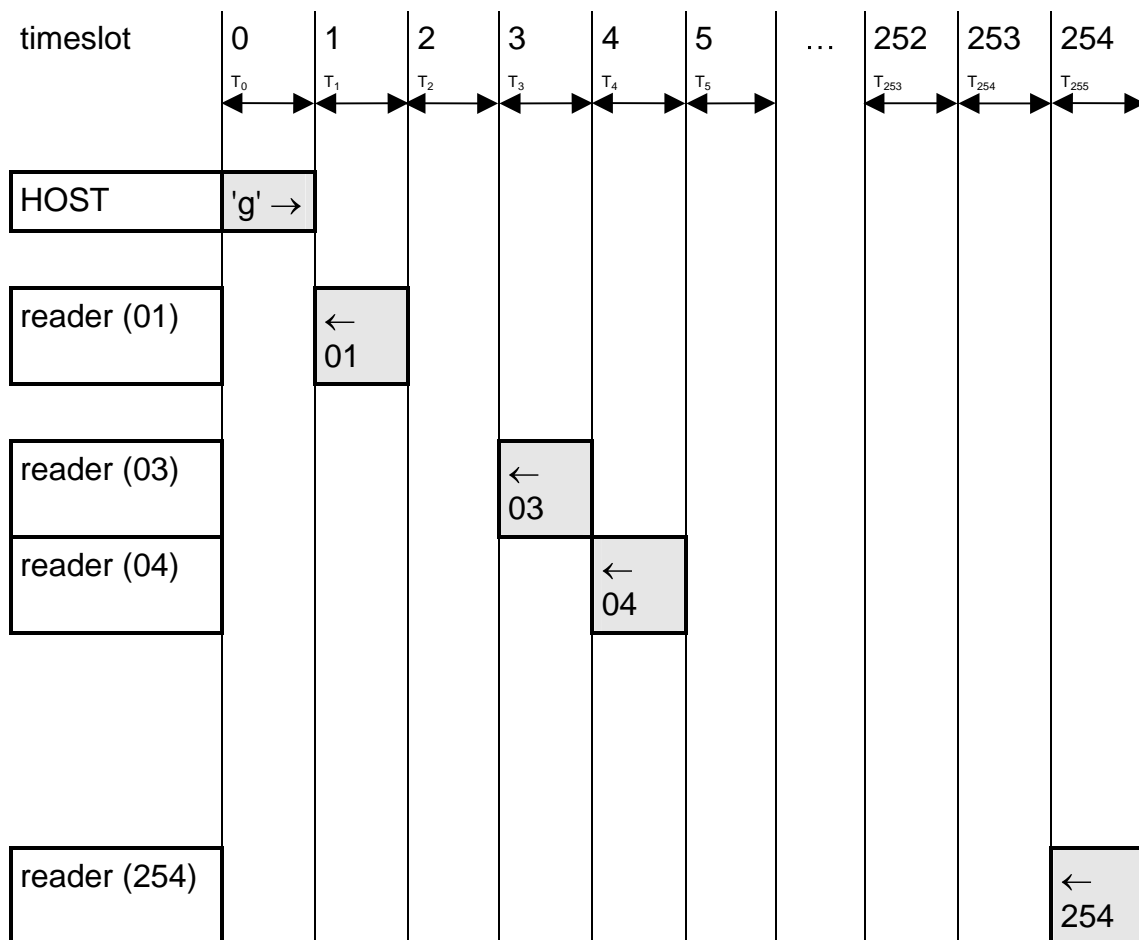 timeslot 0 1 2 3 4 5 … 252 253 254
T0 T1 T2 T3 T4 T5 T253 T254 T255
HOST 'g' →
reader (01) ←
01
reader (03) ←
03
reader (04) ←
04
reader (254) ←
254